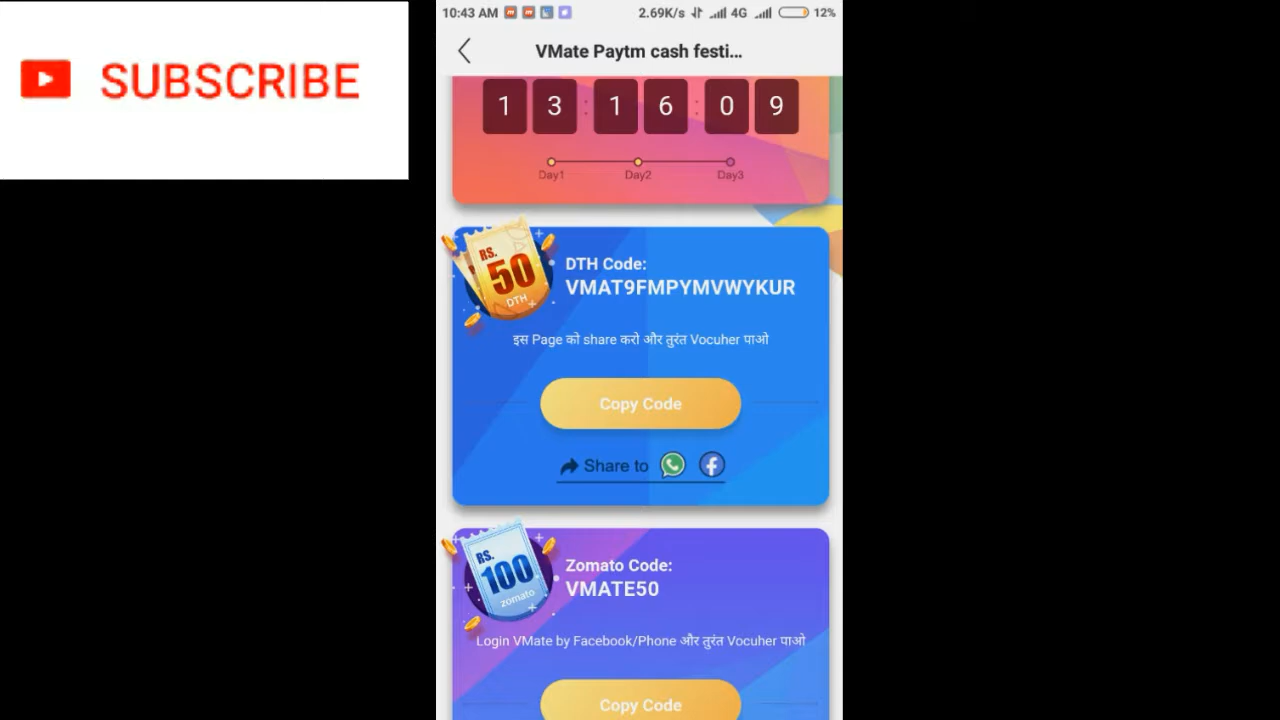 SUBSCRIBE
10:43 AM
2.69K/s 4G 12%
VMate Paytm cash festi...
1 3 : 1 6 : 0 9
Day1 Day2 Day3
RS.
50
DTH
DTH Code:
VMAT9FMPYMVWYKUR
इस Page को share करो और तुरंत Vocuher पाओ
Copy Code
Share to
RS.
100
zomato
Zomato Code:
VMATE50
Login VMate by Facebook/Phone और तुरंत Vocuher पाओ
Copy Code